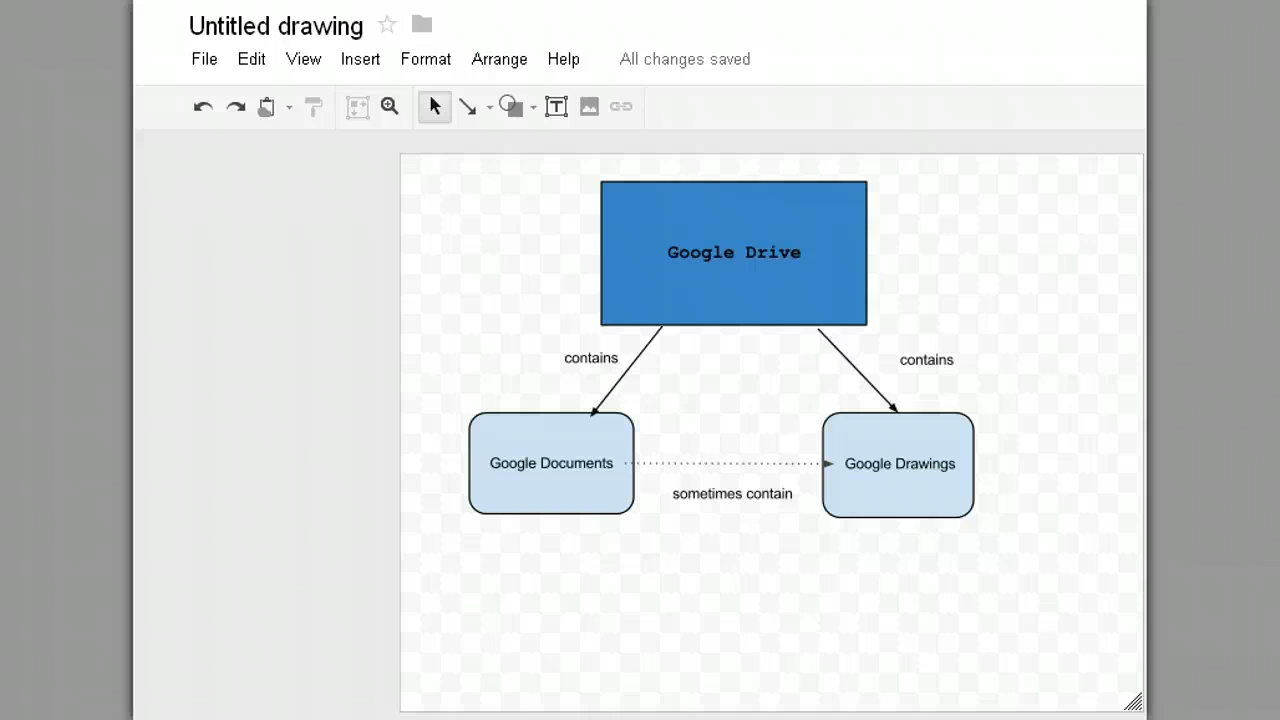 Untitled drawing
File Edit View Insert Format Arrange Help All changes saved
Google Drive
contains contains
Google Documents Google Drawings
sometimes contain